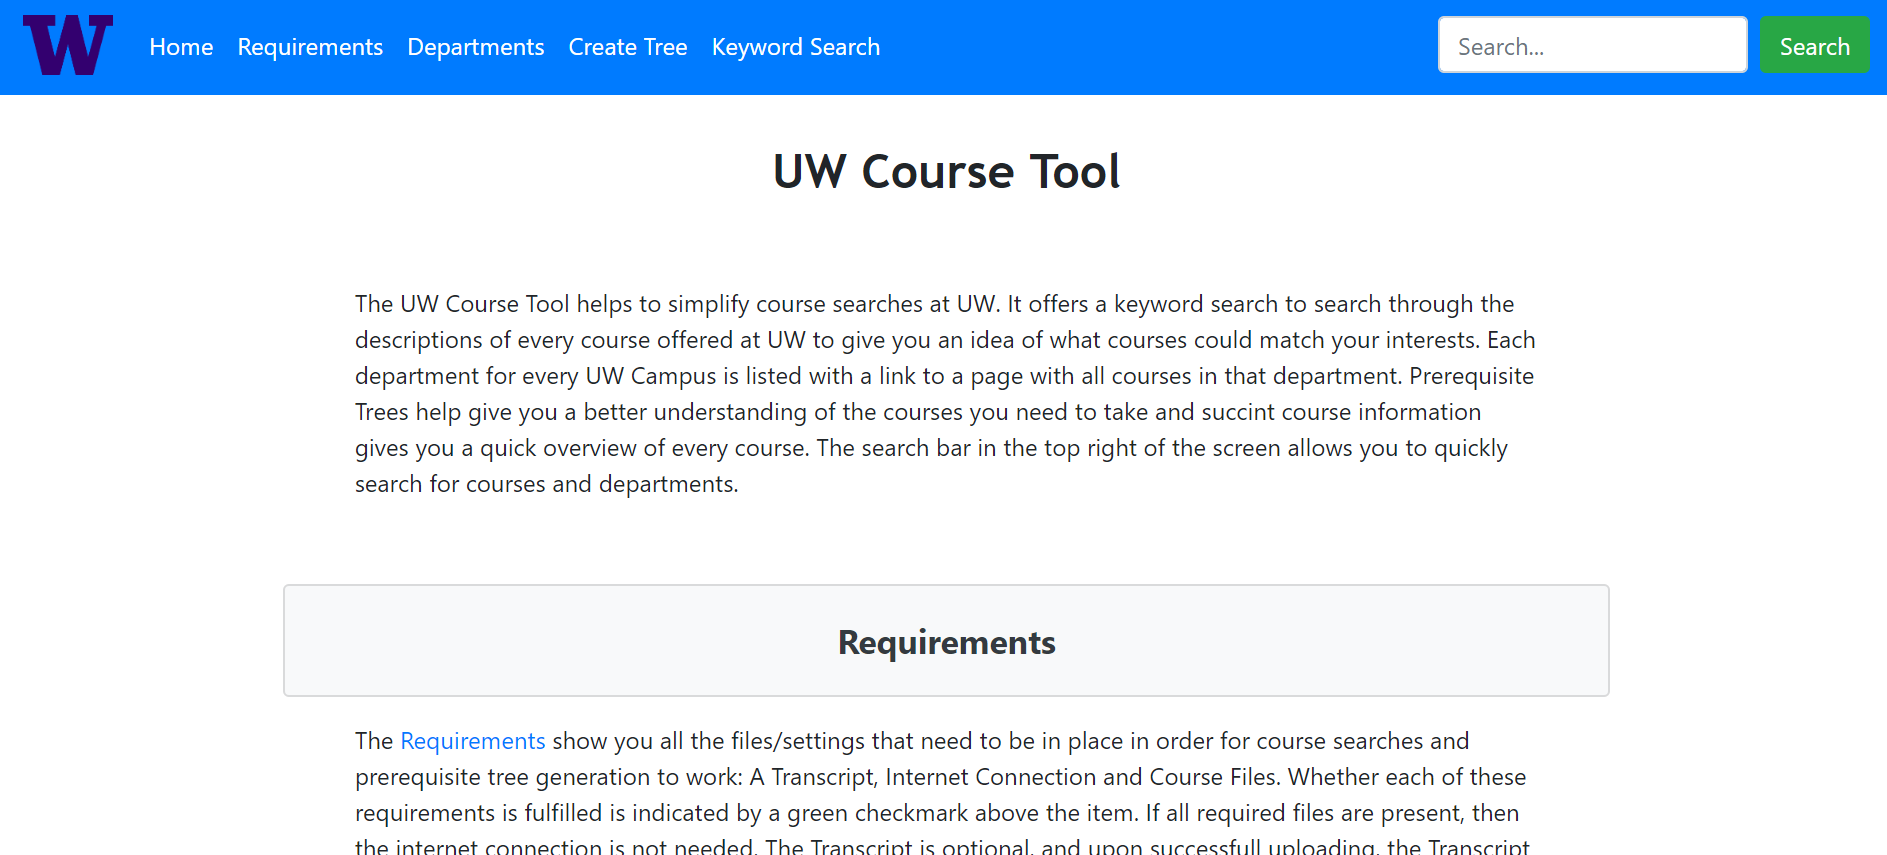 W
Home Requirements Departments Create Tree Keyword Search Search... Search
UW Course Tool
The UW Course Tool helps to simplify course searches at UW. It offers a keyword search to search through the
descriptions of every course offered at UW to give you an idea of what courses could match your interests. Each
department for every UW Campus is listed with a link to a page with all courses in that department. Prerequisite
Trees help give you a better understanding of the courses you need to take and succint course information
gives you a quick overview of every course. The search bar in the top right of the screen allows you to quickly
search for courses and departments.
Requirements
The Requirements show you all the files/settings that need to be in place in order for course searches and
prerequisite tree generation to work: A Transcript, Internet Connection and Course Files. Whether each of these
requirements is fulfilled is indicated by a green checkmark above the item. If all required files are present, then
the internet connection is not needed. The Transcript is optional, and upon successfull uploading, the Transcript